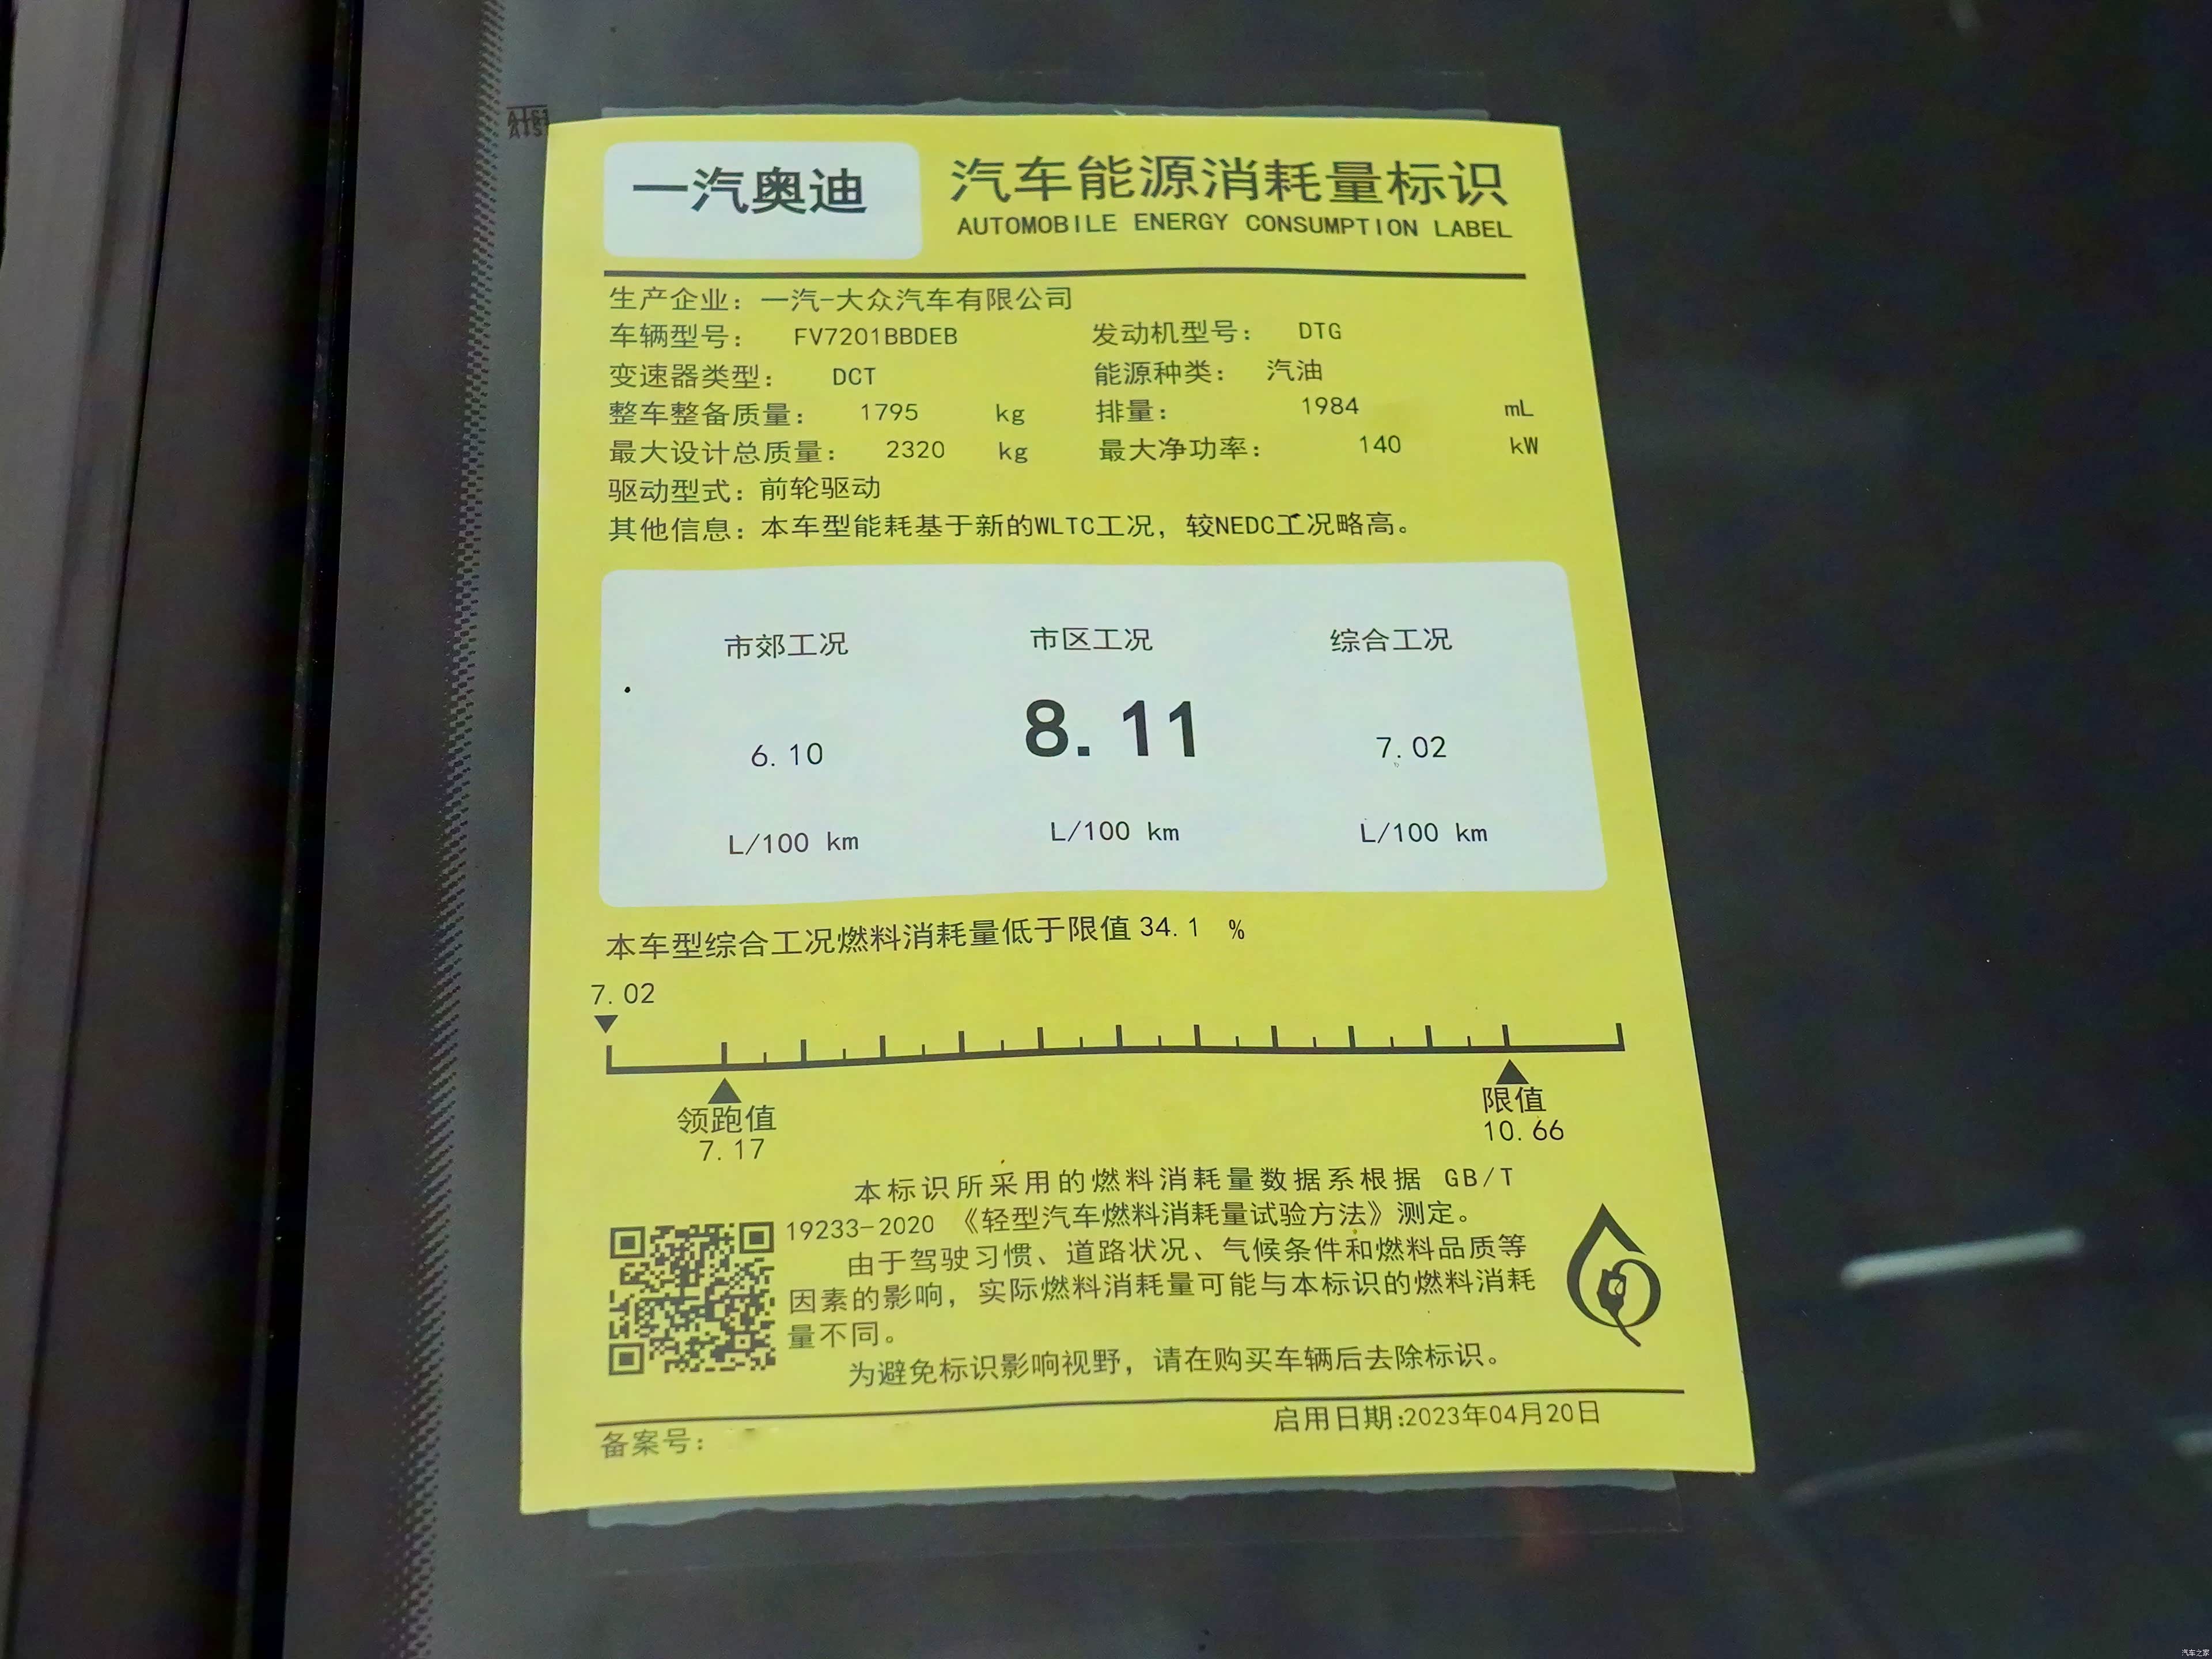 一汽奥迪
汽车能源消耗量标识
AUTOMOBILE ENERGY CONSUMPTION LABEL
生产企业：一汽-大众汽车有限公司
车辆型号： FV7201BBDEB 发动机型号： DTG
变速器类型： DCT 能源种类： 汽油
整车整备质量： 1795 kg 排量： 1984 mL
最大设计总质量： 2320 kg 最大净功率： 140 kW
驱动型式：前轮驱动
其他信息：本车型能耗基于新的WLTC工况，较NEDC工况略高。
市郊工况 市区工况 综合工况
6.10 8.11 7.02
L/100 km L/100 km L/100 km
本车型综合工况燃料消耗量低于限值34.1 %
7.02
领跑值 限值
7.17 10.66
本标识所采用的燃料消耗量数据系根据 GB/T
19233-2020 《轻型汽车燃料消耗量试验方法》测定。
由于驾驶习惯、道路状况、气候条件和燃料品质等
因素的影响，实际燃料消耗量可能与本标识的燃料消耗
量不同。
为避免标识影响视野，请在购买车辆后去除标识。
备案号： 启用日期:2023年04月20日
汽车之家